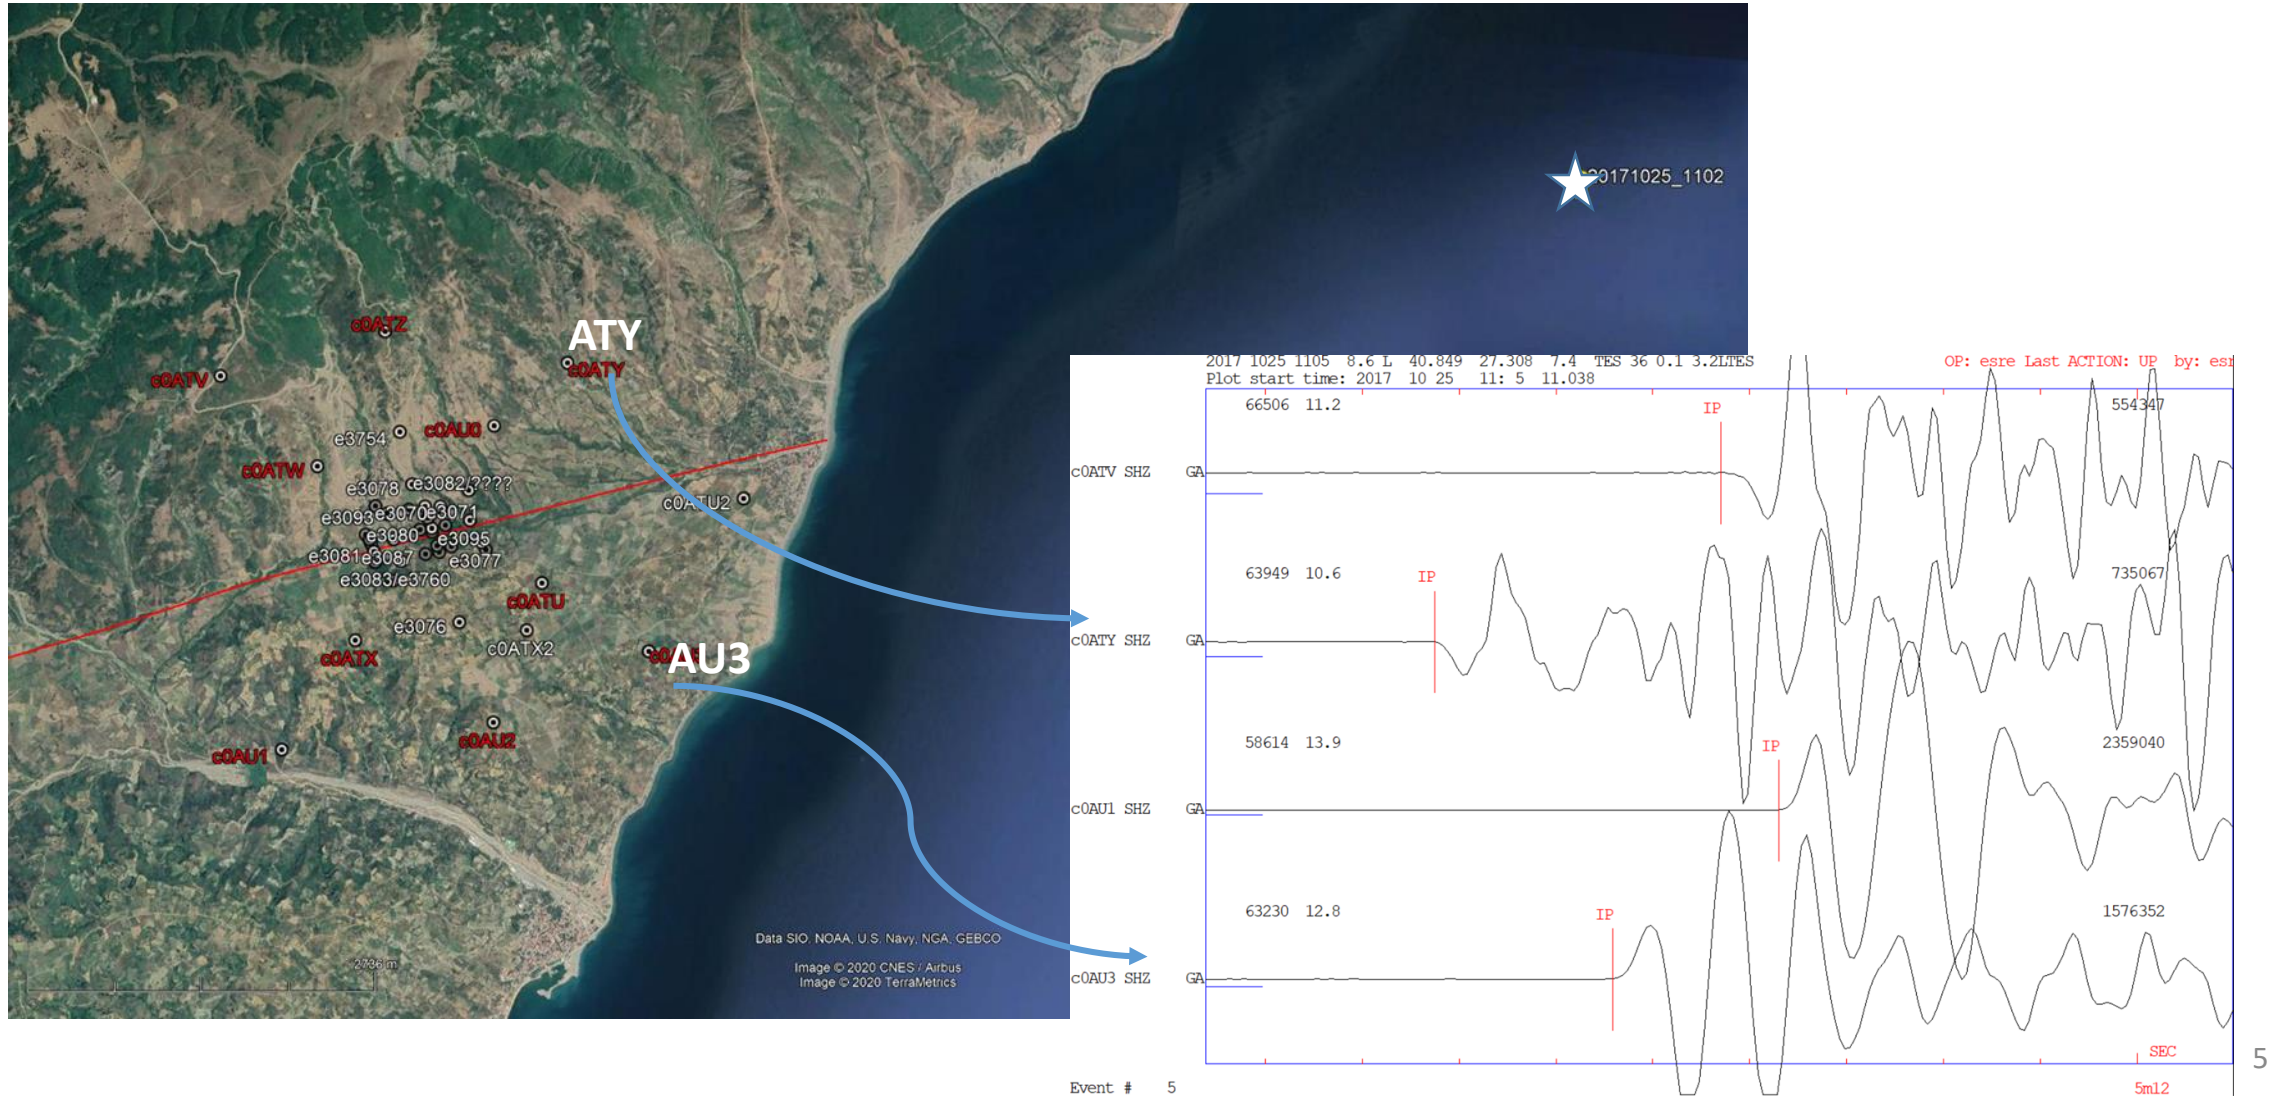 20171025_1102
c0ATZ
ATY
c0ATY
c0ATV
e3754
c0AU0
c0ATW
e3078
e3082/????
c0ATU2
e3093
e3070
e3071
e3080
e3095
e3081
e3087
e3077
e3083/e3760
c0ATU
e3076
c0ATX2
c0ATX
AU3
c0AU2
c0AU1
Data SIO, NOAA, U.S. Navy, NGA, GEBCO
2736 m
Image © 2020 CNES / Airbus
Image © 2020 TerraMetrics
2017 1025 1105 8.6 L 40.849 27.308 7.4 TES 36 0.1 3.2LTES OP: esre Last ACTION: UP by: esr
Plot start time: 2017 10 25 11: 5 11.038
66506 11.2 IP 554347
c0ATV SHZ GA
63949 10.6 IP 735067
c0ATY SHZ GA
58614 13.9 IP 2359040
c0AU1 SHZ GA
63230 12.8 IP 1576352
c0AU3 SHZ GA
SEC
5
Event # 5 5m12